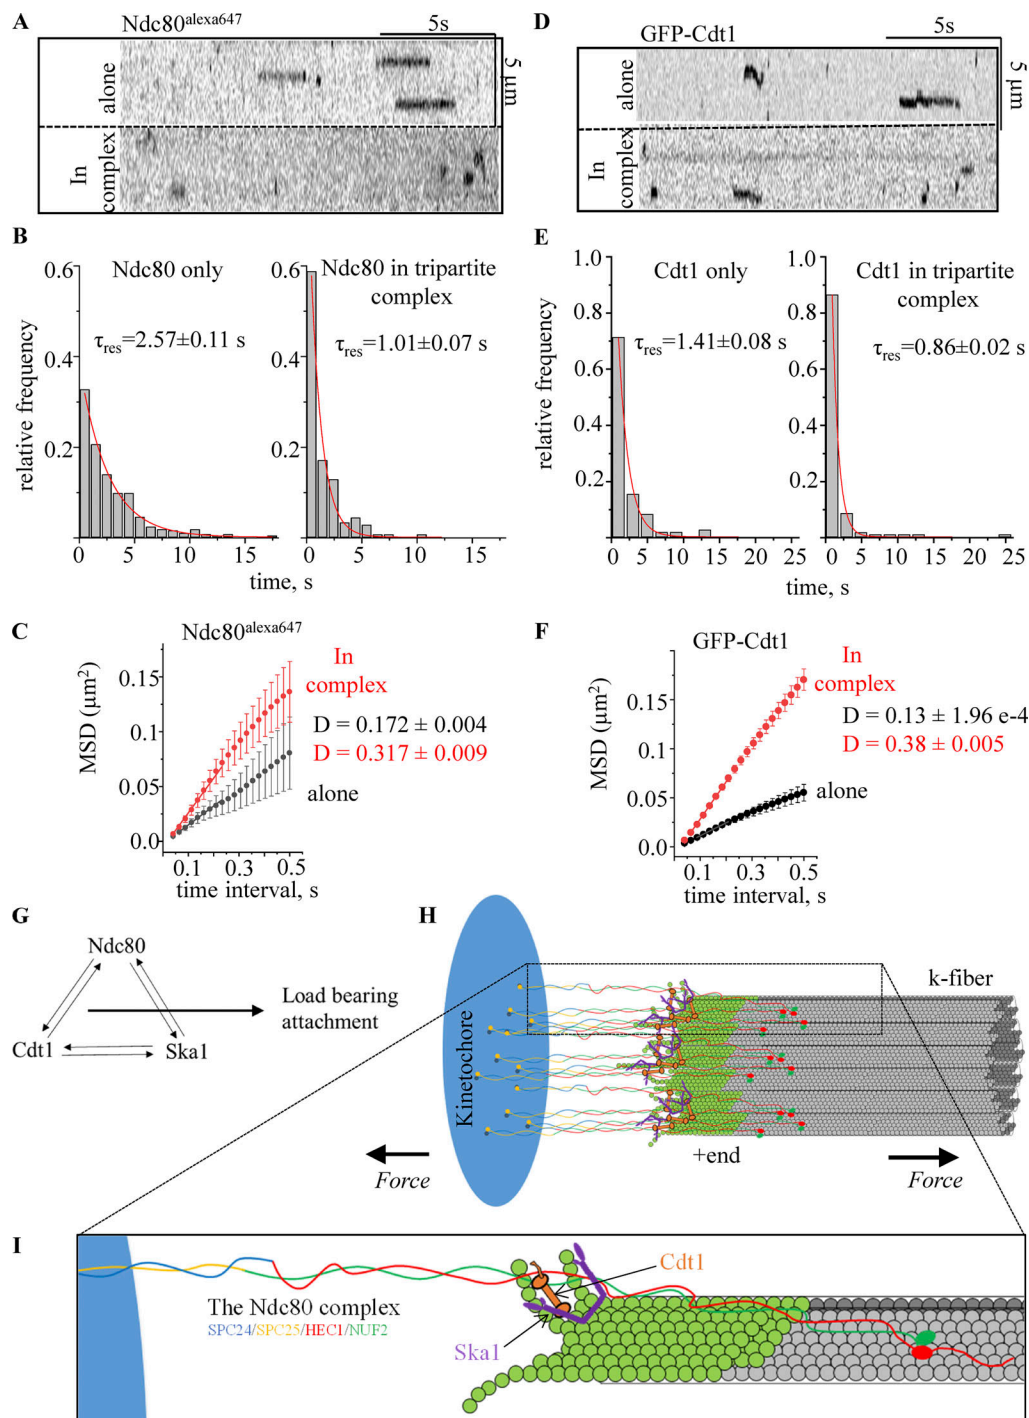 A
Ndc80alexa647
5s
alone
In
complex
5 μm
D
GFP-Cdt1
5s
alone
In
complex
5 μm
B
Ndc80 only
τres=2.57±0.11 s
Ndc80 in tripartite
complex
τres=1.01±0.07 s
relative frequency
0.6
0.4
0.2
0.6
0.4
0.2
0 5 10 15
0 5 10 15
time, s
E
Cdt1 only
τres=1.41±0.08 s
Cdt1 in tripartite
complex
τres=0.86±0.02 s
relative frequency
1.0
0.8
0.6
0.4
0.2
0
1.0
0.8
0.6
0.4
0.2
0
0 5 10 15 20 25
0 5 10 15 20 25
time, s
C
Ndc80alexa647
MSD (μm2)
0.15
0.1
0.05
0.0
In
complex
D = 0.172 ± 0.004
D = 0.317 ± 0.009
alone
0.1 0.3 0.5
time interval, s
F
GFP-Cdt1
MSD (μm2)
0.15
0.1
0.05
0.0
In
complex
D = 0.13 ± 1.96 e-4
D = 0.38 ± 0.005
alone
0.1 0.3 0.5
time interval, s
G
Ndc80
Cdt1
Ska1
Load bearing
attachment
H
Kinetochore
k-fiber
+end
Force
Force
I
Cdt1
The Ndc80 complex
SPC24/SPC25/HEC1/NUF2
Ska1